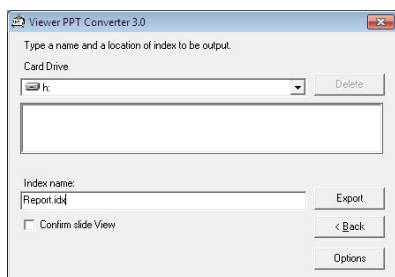 Viewer PPT Converter 3.0
Type a name and a location of index to be output.
Card Drive
h:
Delete
Index name:
Report.idx
Export
Confirm slide View
< Back
Options